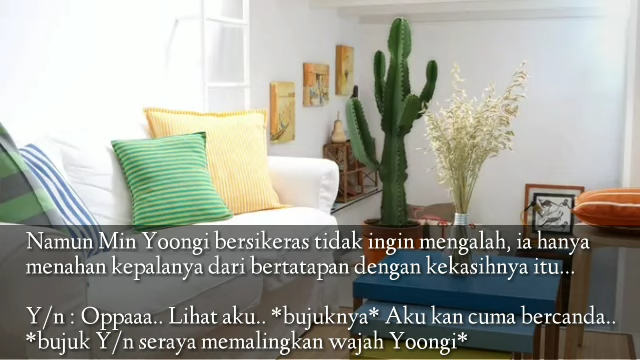 Namun Min Yoongi bersikeras tidak ingin mengalah, ia hanya
menahan kepalanya dari bertatapan dengan kekasihnya itu...
Y/n : Oppaaa.. Lihat aku.. *bujuknya* Aku kan cuma bercanda..
*bujuk Y/n seraya memalingkan wajah Yoongi*